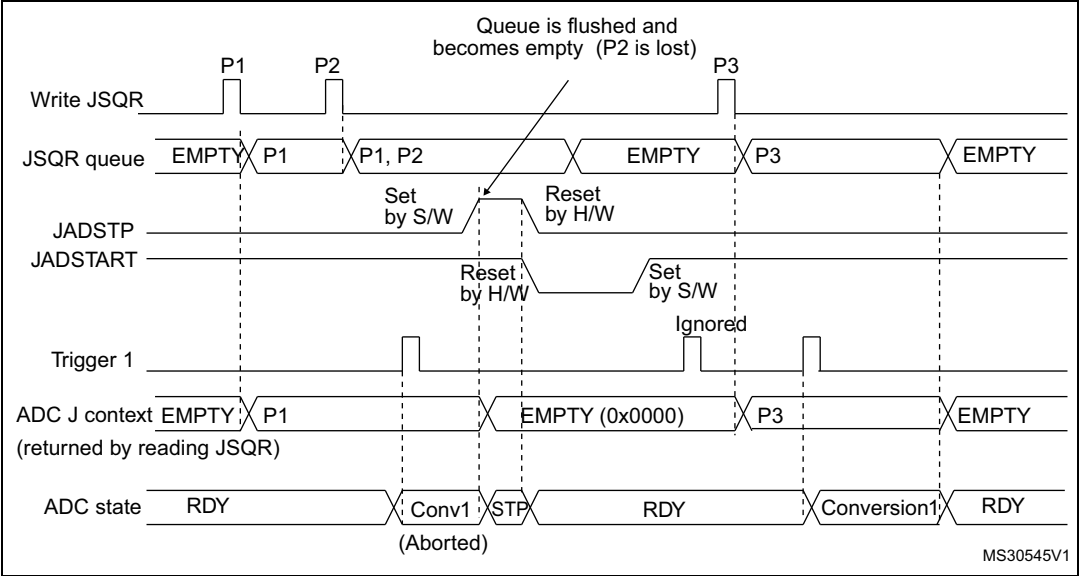 Queue is flushed and
becomes empty (P2 is lost)
P1 P2 P3
Write JSQR
JSQR queue EMPTY P1 P1, P2 EMPTY P3 EMPTY
Set
by S/W
Reset
by H/W
JADSTP
JADSTART
Reset
by H/W
Set
by S/W
Ignored
Trigger 1
ADC J context EMPTY P1 EMPTY (0x0000) P3 EMPTY
(returned by reading JSQR)
ADC state RDY Conv1 STP RDY Conversion1 RDY
(Aborted)
MS30545V1